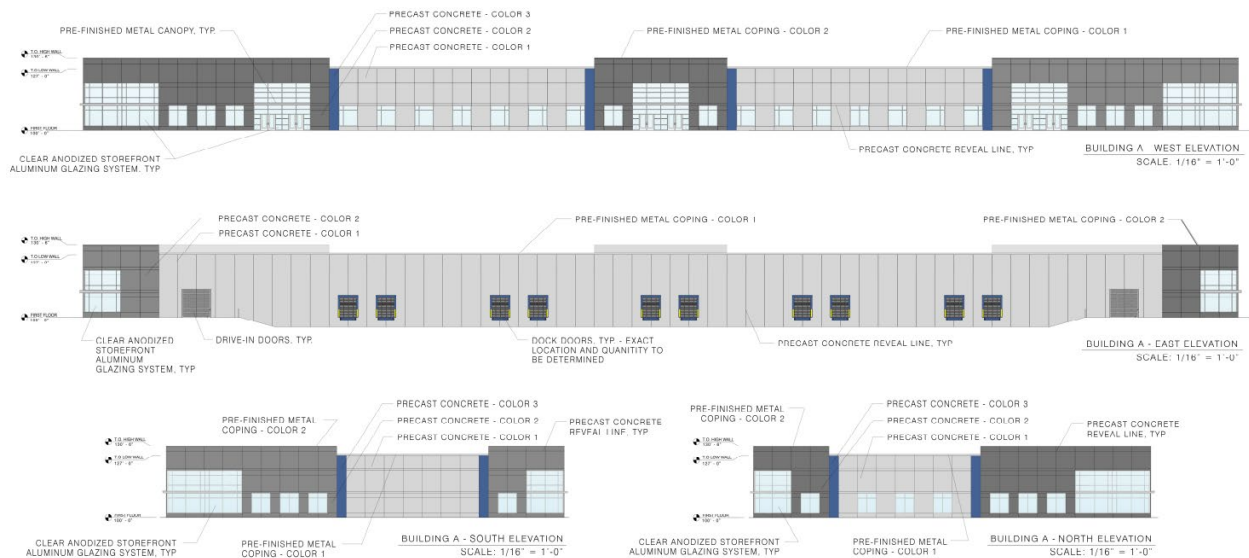 PRECAST CONCRETE - COLOR 3
PRE-FINISHED METAL CANOPY, TYP.
PRECAST CONCRETE - COLOR 2
PRE-FINISHED METAL COPING - COLOR 2
PRE-FINISHED METAL COPING - COLOR 1
PRECAST CONCRETE - COLOR 1
T.O. HIGH WALL
T.O. LOW WALL
FIRST FLOOR
CLEAR ANODIZED STOREFRONT
ALUMINUM GLAZING SYSTEM, TYP
PRECAST CONCRETE REVEAL LINE, TYP
BUILDING A WEST ELEVATION
SCALE: 1/16" = 1'-0"
PRECAST CONCRETE - COLOR 2
PRECAST CONCRETE - COLOR 1
PRE-FINISHED METAL COPING - COLOR 1
PRE-FINISHED METAL COPING - COLOR 2
T.O. HIGH WALL
T.O. LOW WALL
FIRST FLOOR
CLEAR ANODIZED
STOREFRONT
ALUMINUM
GLAZING SYSTEM, TYP
DRIVE-IN DOORS, TYP.
DOCK DOORS, TYP. - EXACT
LOCATION AND QUANTITY TO
BE DETERMINED
PRECAST CONCRETE REVEAL LINE, TYP
BUILDING A - EAST ELEVATION
SCALE: 1/16" = 1'-0"
PRE-FINISHED METAL
COPING - COLOR 2
PRECAST CONCRETE - COLOR 3
PRECAST CONCRETE - COLOR 2
PRECAST CONCRETE - COLOR 1
PRECAST CONCRETE
REVEAL LINE, TYP
T.O. HIGH WALL
T.O. LOW WALL
FIRST FLOOR
CLEAR ANODIZED STOREFRONT
ALUMINUM GLAZING SYSTEM, TYP
PRE-FINISHED METAL
COPING - COLOR 1
BUILDING A - SOUTH ELEVATION
SCALE: 1/16" = 1'-0"
PRE-FINISHED METAL
COPING - COLOR 2
PRECAST CONCRETE - COLOR 3
PRECAST CONCRETE - COLOR 2
PRECAST CONCRETE - COLOR 1
PRECAST CONCRETE
REVEAL LINE, TYP
T.O. HIGH WALL
T.O. LOW WALL
FIRST FLOOR
CLEAR ANODIZED STOREFRONT
ALUMINUM GLAZING SYSTEM, TYP
PRE-FINISHED METAL
COPING - COLOR 1
BUILDING A -NORTH ELEVATION
SCALE: 1/16" = 1'-0"